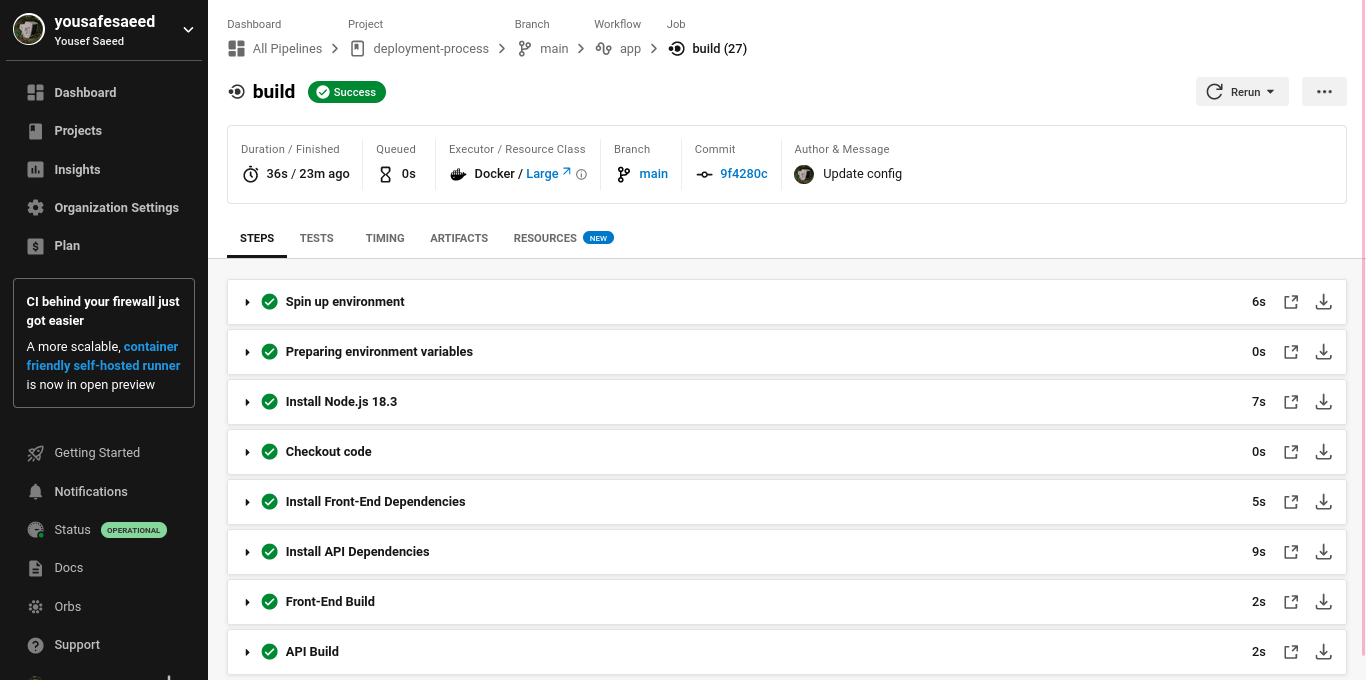 yousafesaeed
Yousef Saeed
Dashboard
Projects
Insights
Organization Settings
Plan
CI behind your firewall just
got easier
A more scalable, container
friendly self-hosted runner
is now in open preview
Getting Started
Notifications
Status OPERATIONAL
Docs
Orbs
Support
Dashboard Project Branch Workflow Job
All Pipelines deployment-process main app build (27)
build Success Rerun
Duration / Finished Queued Executor / Resource Class Branch Commit Author & Message
36s / 23m ago 0s Docker / Large main 9f4280c Update config
STEPS TESTS TIMING ARTIFACTS RESOURCES NEW
Spin up environment 6s
Preparing environment variables 0s
Install Node.js 18.3 7s
Checkout code 0s
Install Front-End Dependencies 5s
Install API Dependencies 9s
Front-End Build 2s
API Build 2s